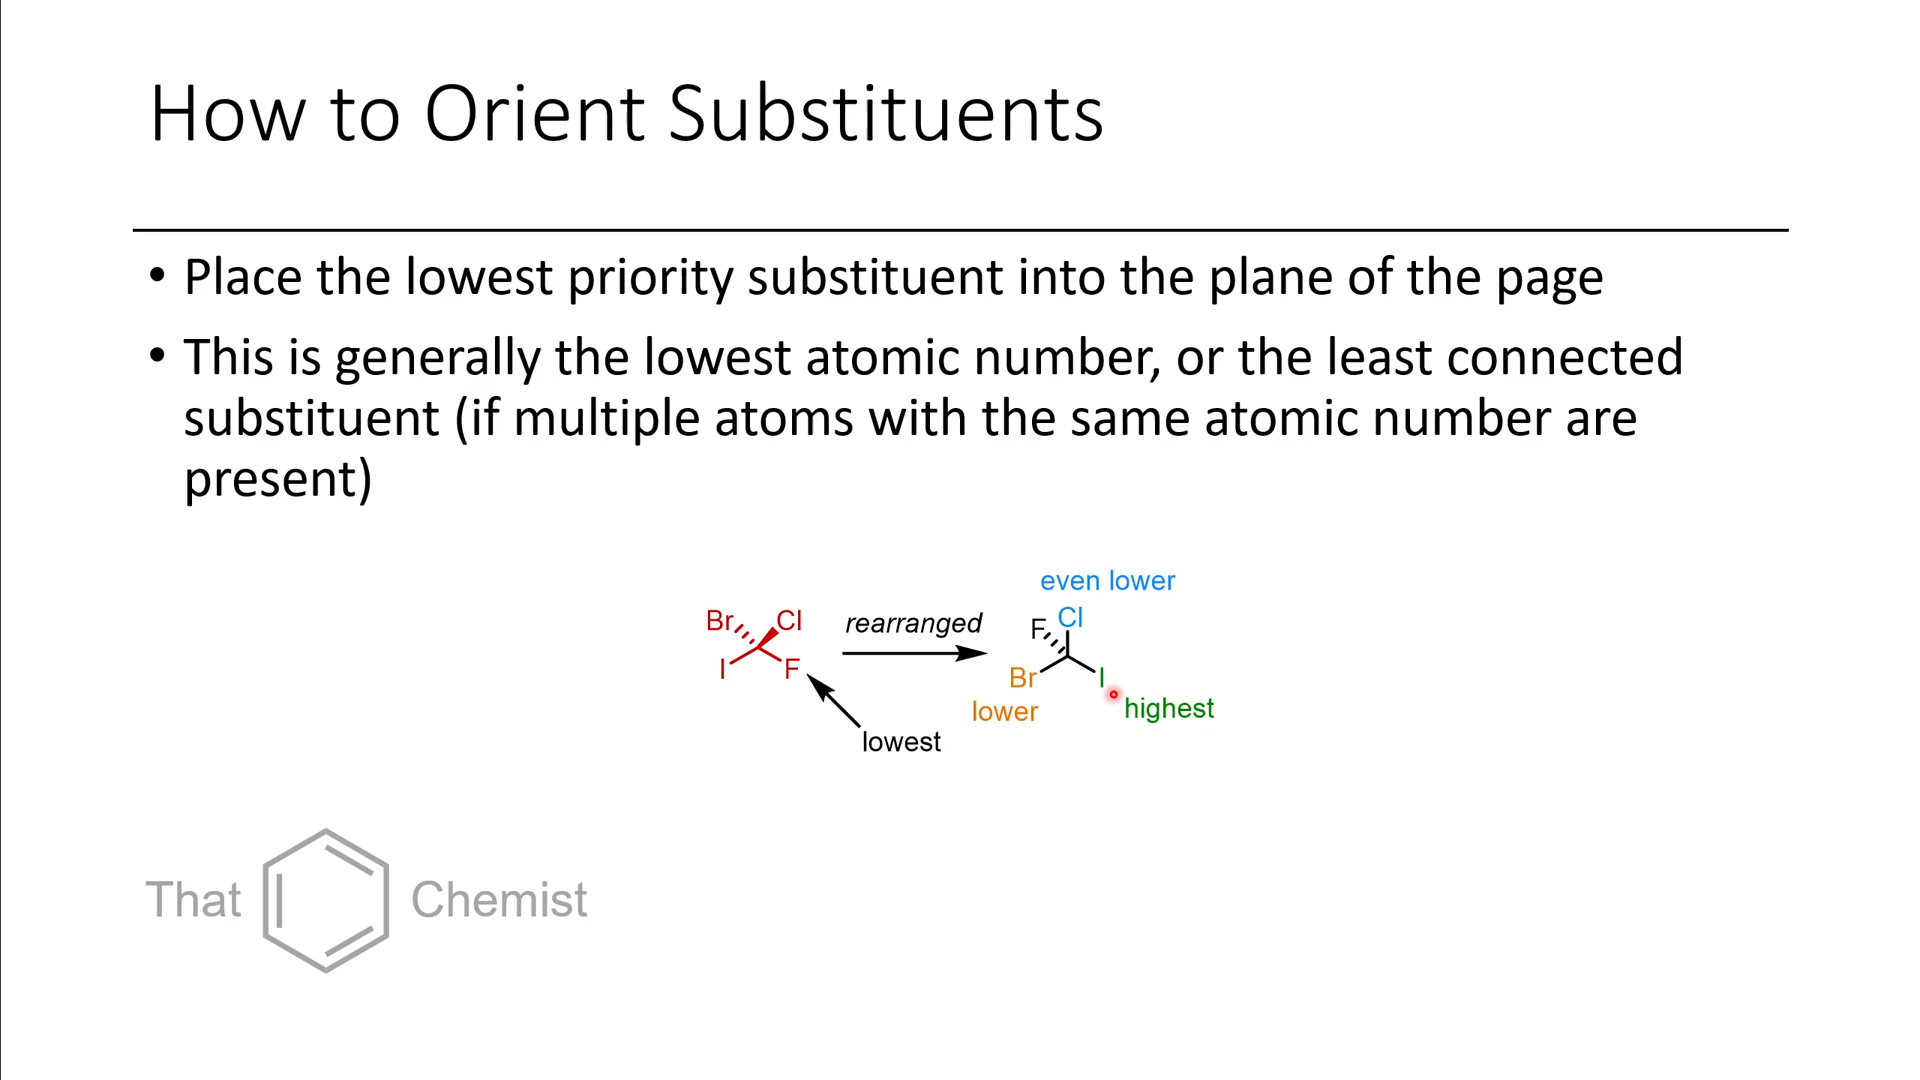 How to Orient Substituents
• Place the lowest priority substituent into the plane of the page
• This is generally the lowest atomic number, or the least connected
substituent (if multiple atoms with the same atomic number are
present)
even lower
Br Cl rearranged F Cl
I F Br I
lower highest
lowest
That Chemist